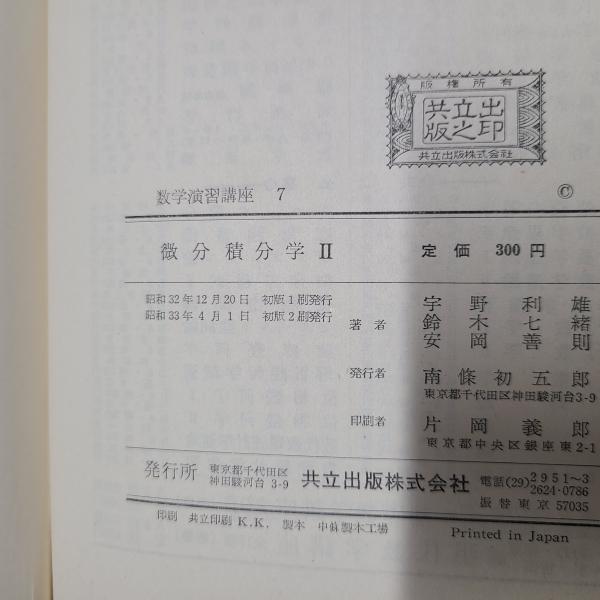 版権所有
共立出
版之印
共立出版株式会社
数学演習講座 7
©
微分積分学II 定価 300円
昭和32年12月20日 初版1刷発行
昭和33年4月1日 初版2刷発行
著者
宇野利雄
鈴木七緒
安岡善則
発行者 南條初五郎
東京都千代田区神田駿河台3-9
印刷者 片岡義郎
東京都中央区銀座東2-1
発行所 東京都千代田区
神田駿河台 3-9
共立出版株式会社
電話(29) 2951~3
2624·0786
振替東京57035
印刷 共立印刷K.K. 製本 中條製本工場
Printed in Japan